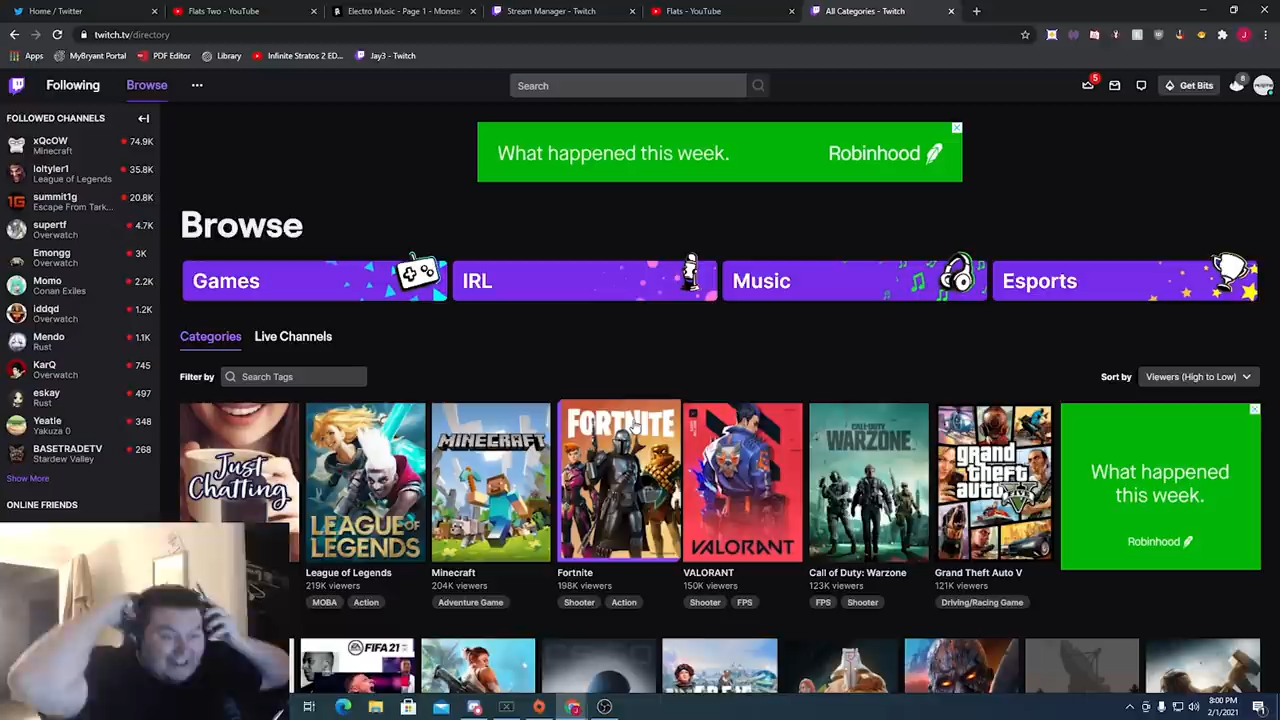 Home / Twitter
Flats Two - YouTube
Electro Music - Page 1 - Monste
Stream Manager - Twitch
Flats - YouTube
All Categories - Twitch
twitch.tv/directory
Apps
MyBryant Portal
PDF Editor
Library
Infinite Stratos 2 ED...
Jay3 - Twitch
Following
Browse
Search
5
Get Bits
8
FOLLOWED CHANNELS
xQcOW
74.9K
Minecraft
loltyler1
35.8K
League of Legends
summit1g
20.8K
Escape From Tark...
supertf
4.7K
Overwatch
Emongg
3K
Overwatch
Momo
2.2K
Conan Exiles
iddqd
1.2K
Overwatch
Mendo
1.1K
Rust
KarQ
745
Overwatch
eskay
497
Rust
Yeatle
348
Yakuza 0
BASETRADETV
268
Stardew Valley
Show More
ONLINE FRIENDS
What happened this week.
Robinhood
Browse
Games
IRL
Music
Esports
Categories
Live Channels
Filter by
Search Tags
Sort by
Viewers (High to Low)
Just
Chatting
LEAGUE OF
LEGENDS
MINECRAFT
FORTNITE
VALORANT
CALL OF DUTY
WARZONE
grand
theft
auto V
FIVE
What happened
this week.
Robinhood
League of Legends
219K viewers
MOBA
Action
Minecraft
204K viewers
Adventure Game
Fortnite
198K viewers
Shooter
Action
VALORANT
150K viewers
Shooter
FPS
Call of Duty: Warzone
123K viewers
FPS
Shooter
Grand Theft Auto V
121K viewers
Driving/Racing Game
FIFA 21
8:00 PM
2/1/2021